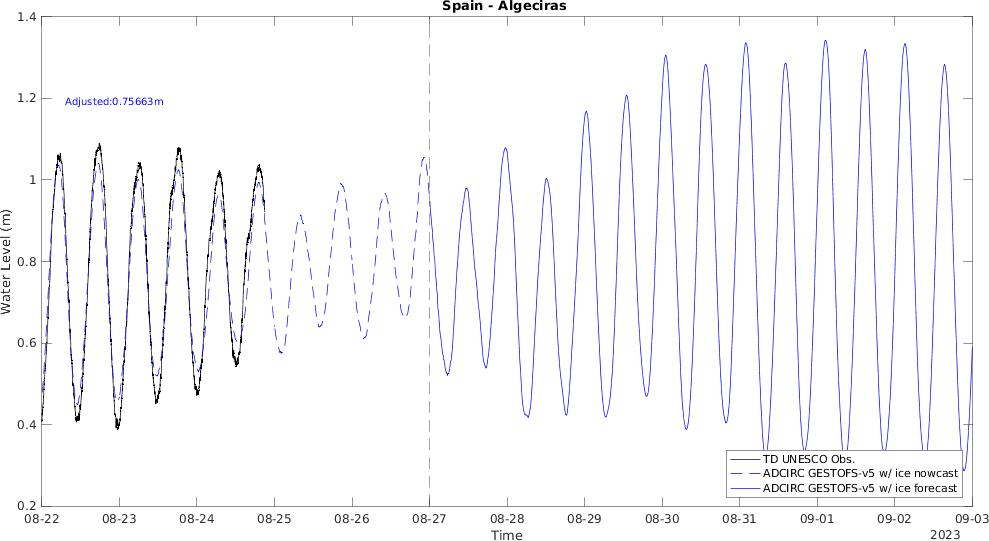 Spain - Algeciras
1.4
1.2
1
0.8
0.6
0.4
0.2
Water Level (m)
Adjusted:0.75663m
TD UNESCO Obs.
ADCIRC GESTOFS-v5 w/ ice nowcast
ADCIRC GESTOFS-v5 w/ ice forecast
08-22 08-23 08-24 08-25 08-26 08-27 08-28 08-29 08-30 08-31 09-01 09-02 09-03
Time
2023